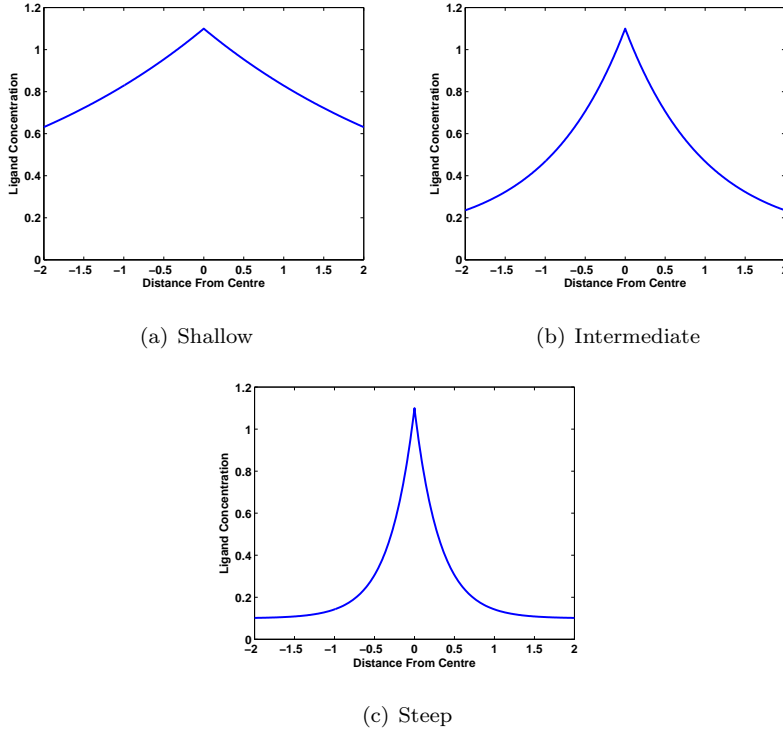 1.2
1
0.8
0.6
0.4
0.2
0
Ligand Concentration
−2 −1.5 −1 −0.5 0 0.5 1 1.5 2
Distance From Centre
(a) Shallow
1.2
1
0.8
0.6
0.4
0.2
0
Ligand Concentration
−2 −1.5 −1 −0.5 0 0.5 1 1.5 2
Distance From Centre
(b) Intermediate
1.2
1
0.8
0.6
0.4
0.2
0
Ligand Concentration
−2 −1.5 −1 −0.5 0 0.5 1 1.5 2
Distance From Centre
(c) Steep